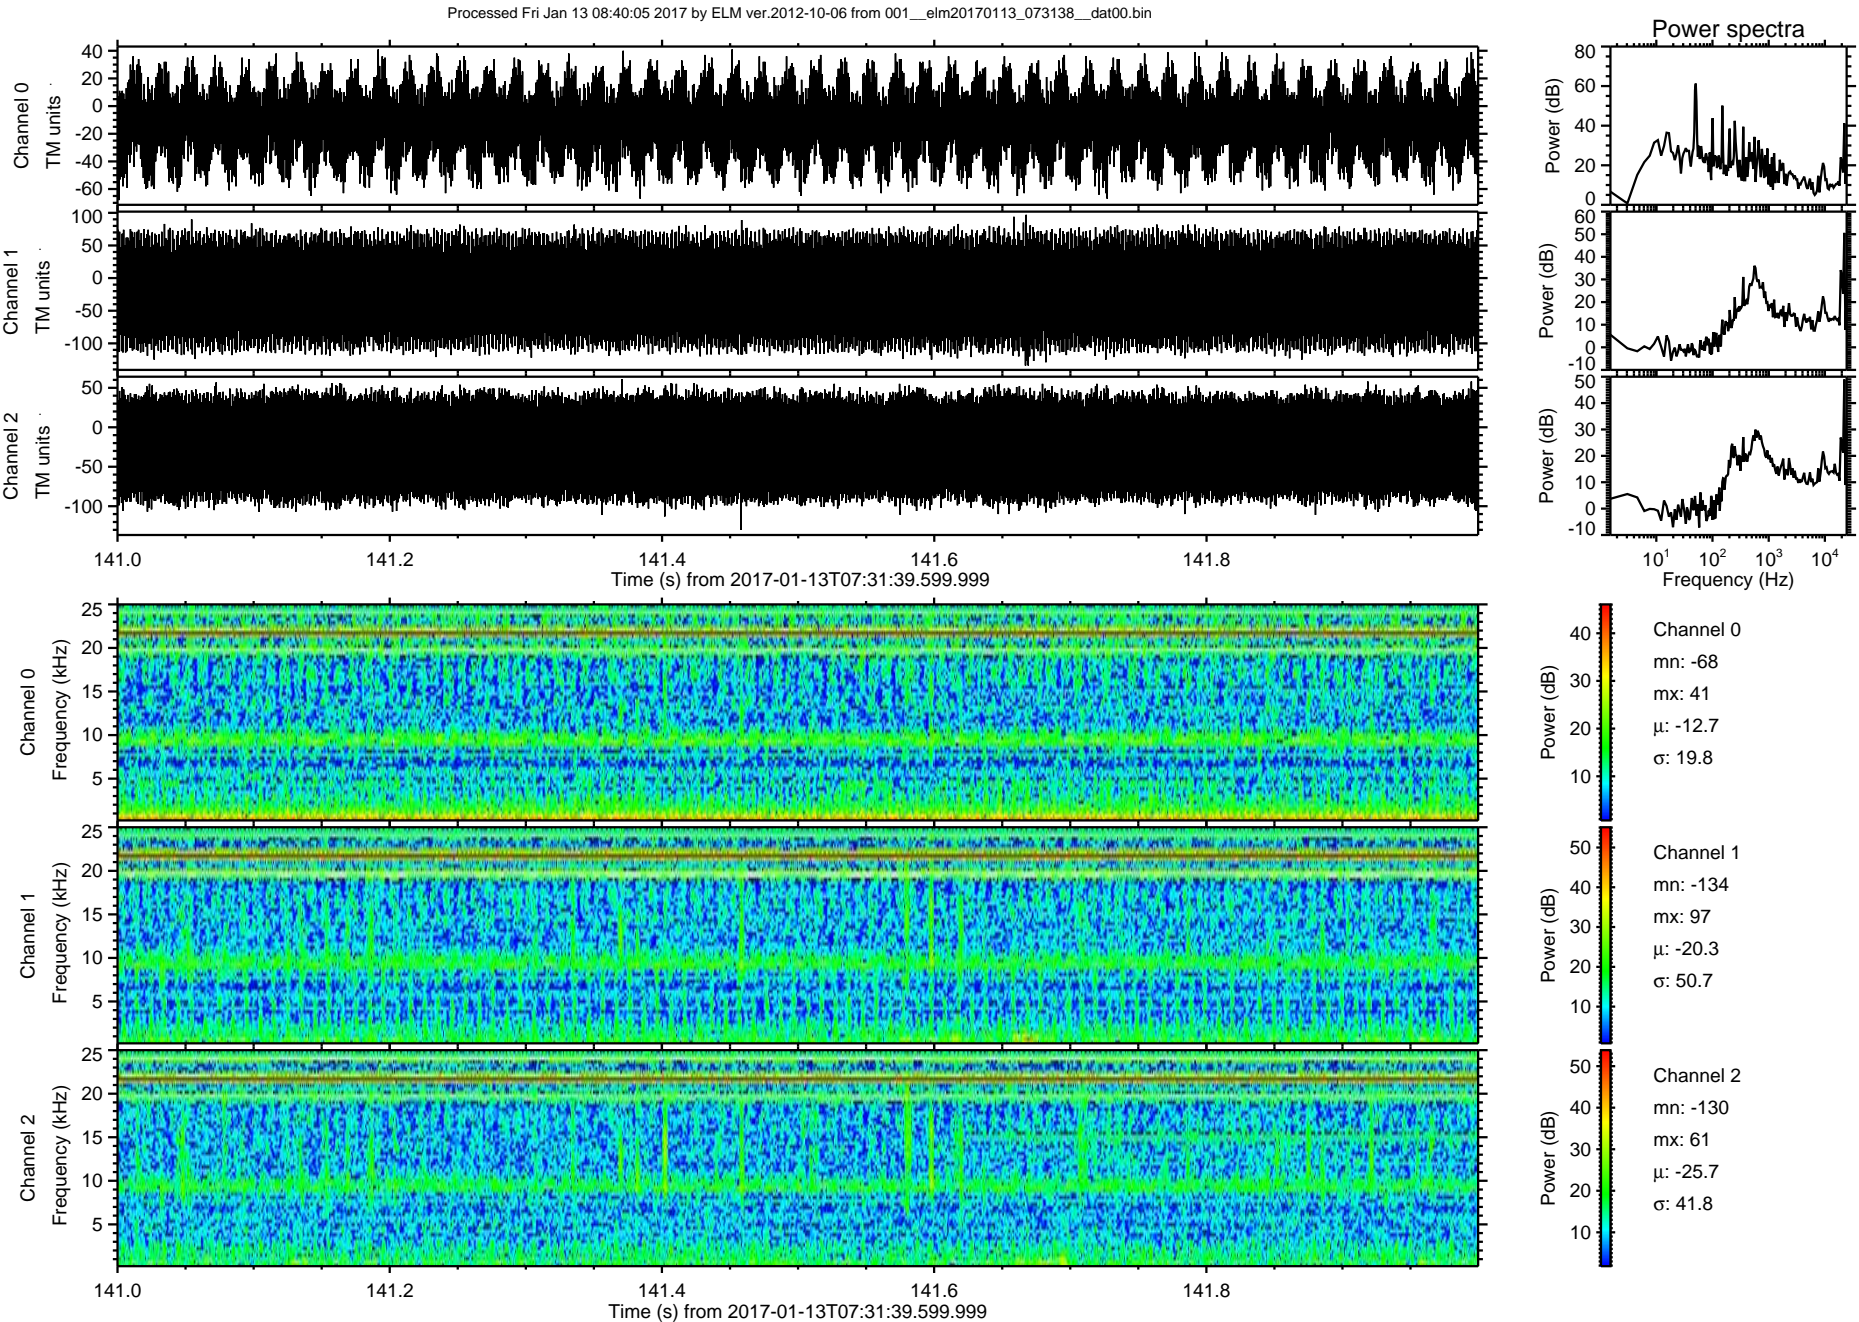 Processed Fri Jan 13 08:40:05 2017 by ELM ver.2012-10-06 from 001__elm20170113_073138__dat00.bin
Power spectra
Channel 0
TM units
40
20
0
-20
-40
-60
Power (dB)
80
60
40
20
0
Channel 1
TM units
100
50
0
-50
-100
Power (dB)
60
50
40
30
20
10
0
-10
Channel 2
TM units
50
0
-50
-100
Power (dB)
50
40
30
20
10
0
-10
141.0 141.2 141.4 141.6 141.8
Time (s) from 2017-01-13T07:31:39.599.999
10^1 10^2 10^3 10^4
Frequency (Hz)
Channel 0
Frequency (kHz)
25
20
15
10
5
Power (dB)
40
30
20
10
Channel 0
mn: -68
mx: 41
μ: -12.7
σ: 19.8
Channel 1
Frequency (kHz)
25
20
15
10
5
Power (dB)
50
40
30
20
10
Channel 1
mn: -134
mx: 97
μ: -20.3
σ: 50.7
Channel 2
Frequency (kHz)
25
20
15
10
5
Power (dB)
50
40
30
20
10
Channel 2
mn: -130
mx: 61
μ: -25.7
σ: 41.8
141.0 141.2 141.4 141.6 141.8
Time (s) from 2017-01-13T07:31:39.599.999